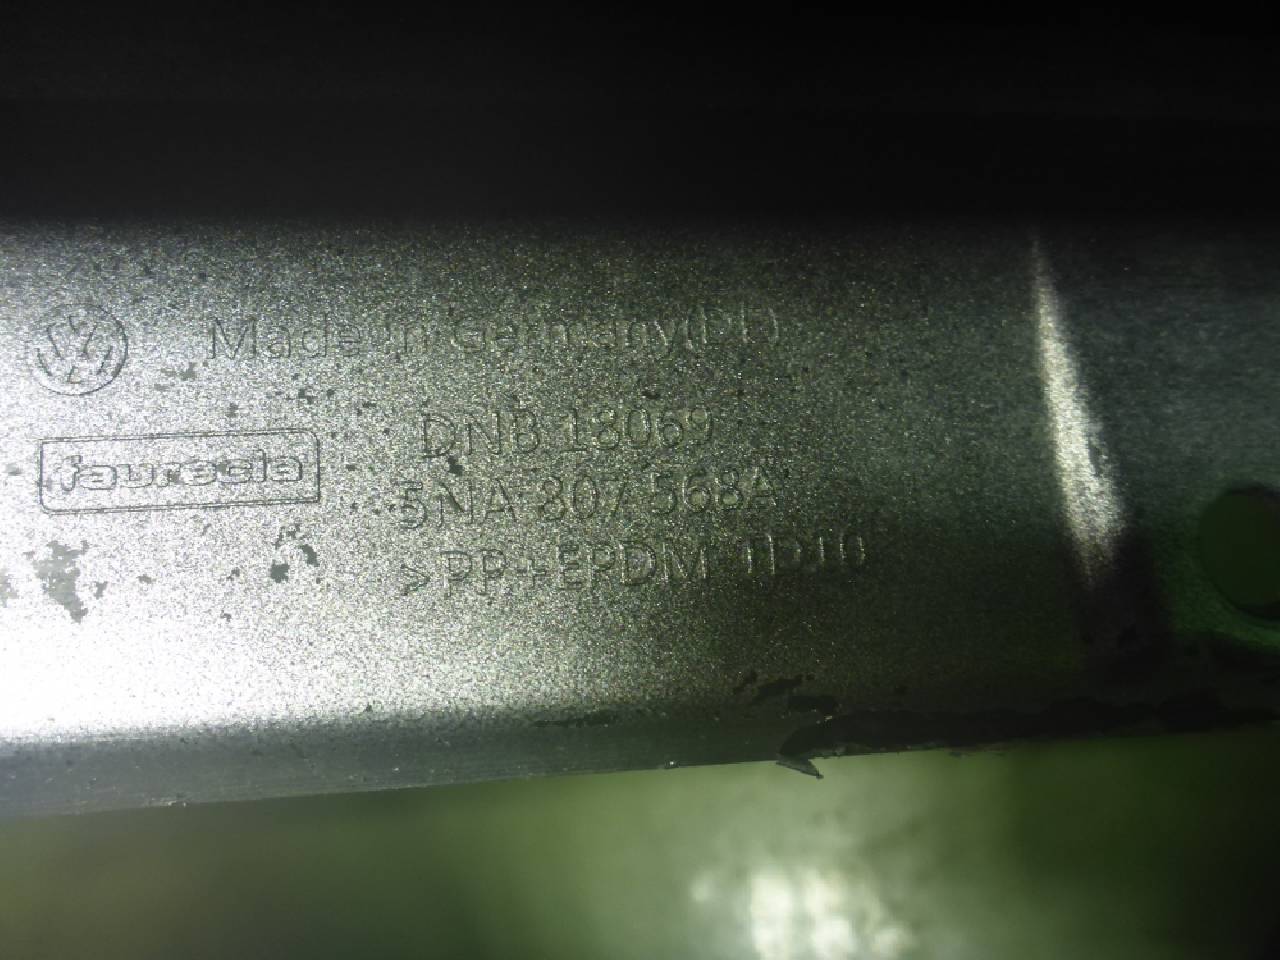 Made in Germany
DNB 18069
faurecia
5NA 807 568A
>PP+EPDM TD10